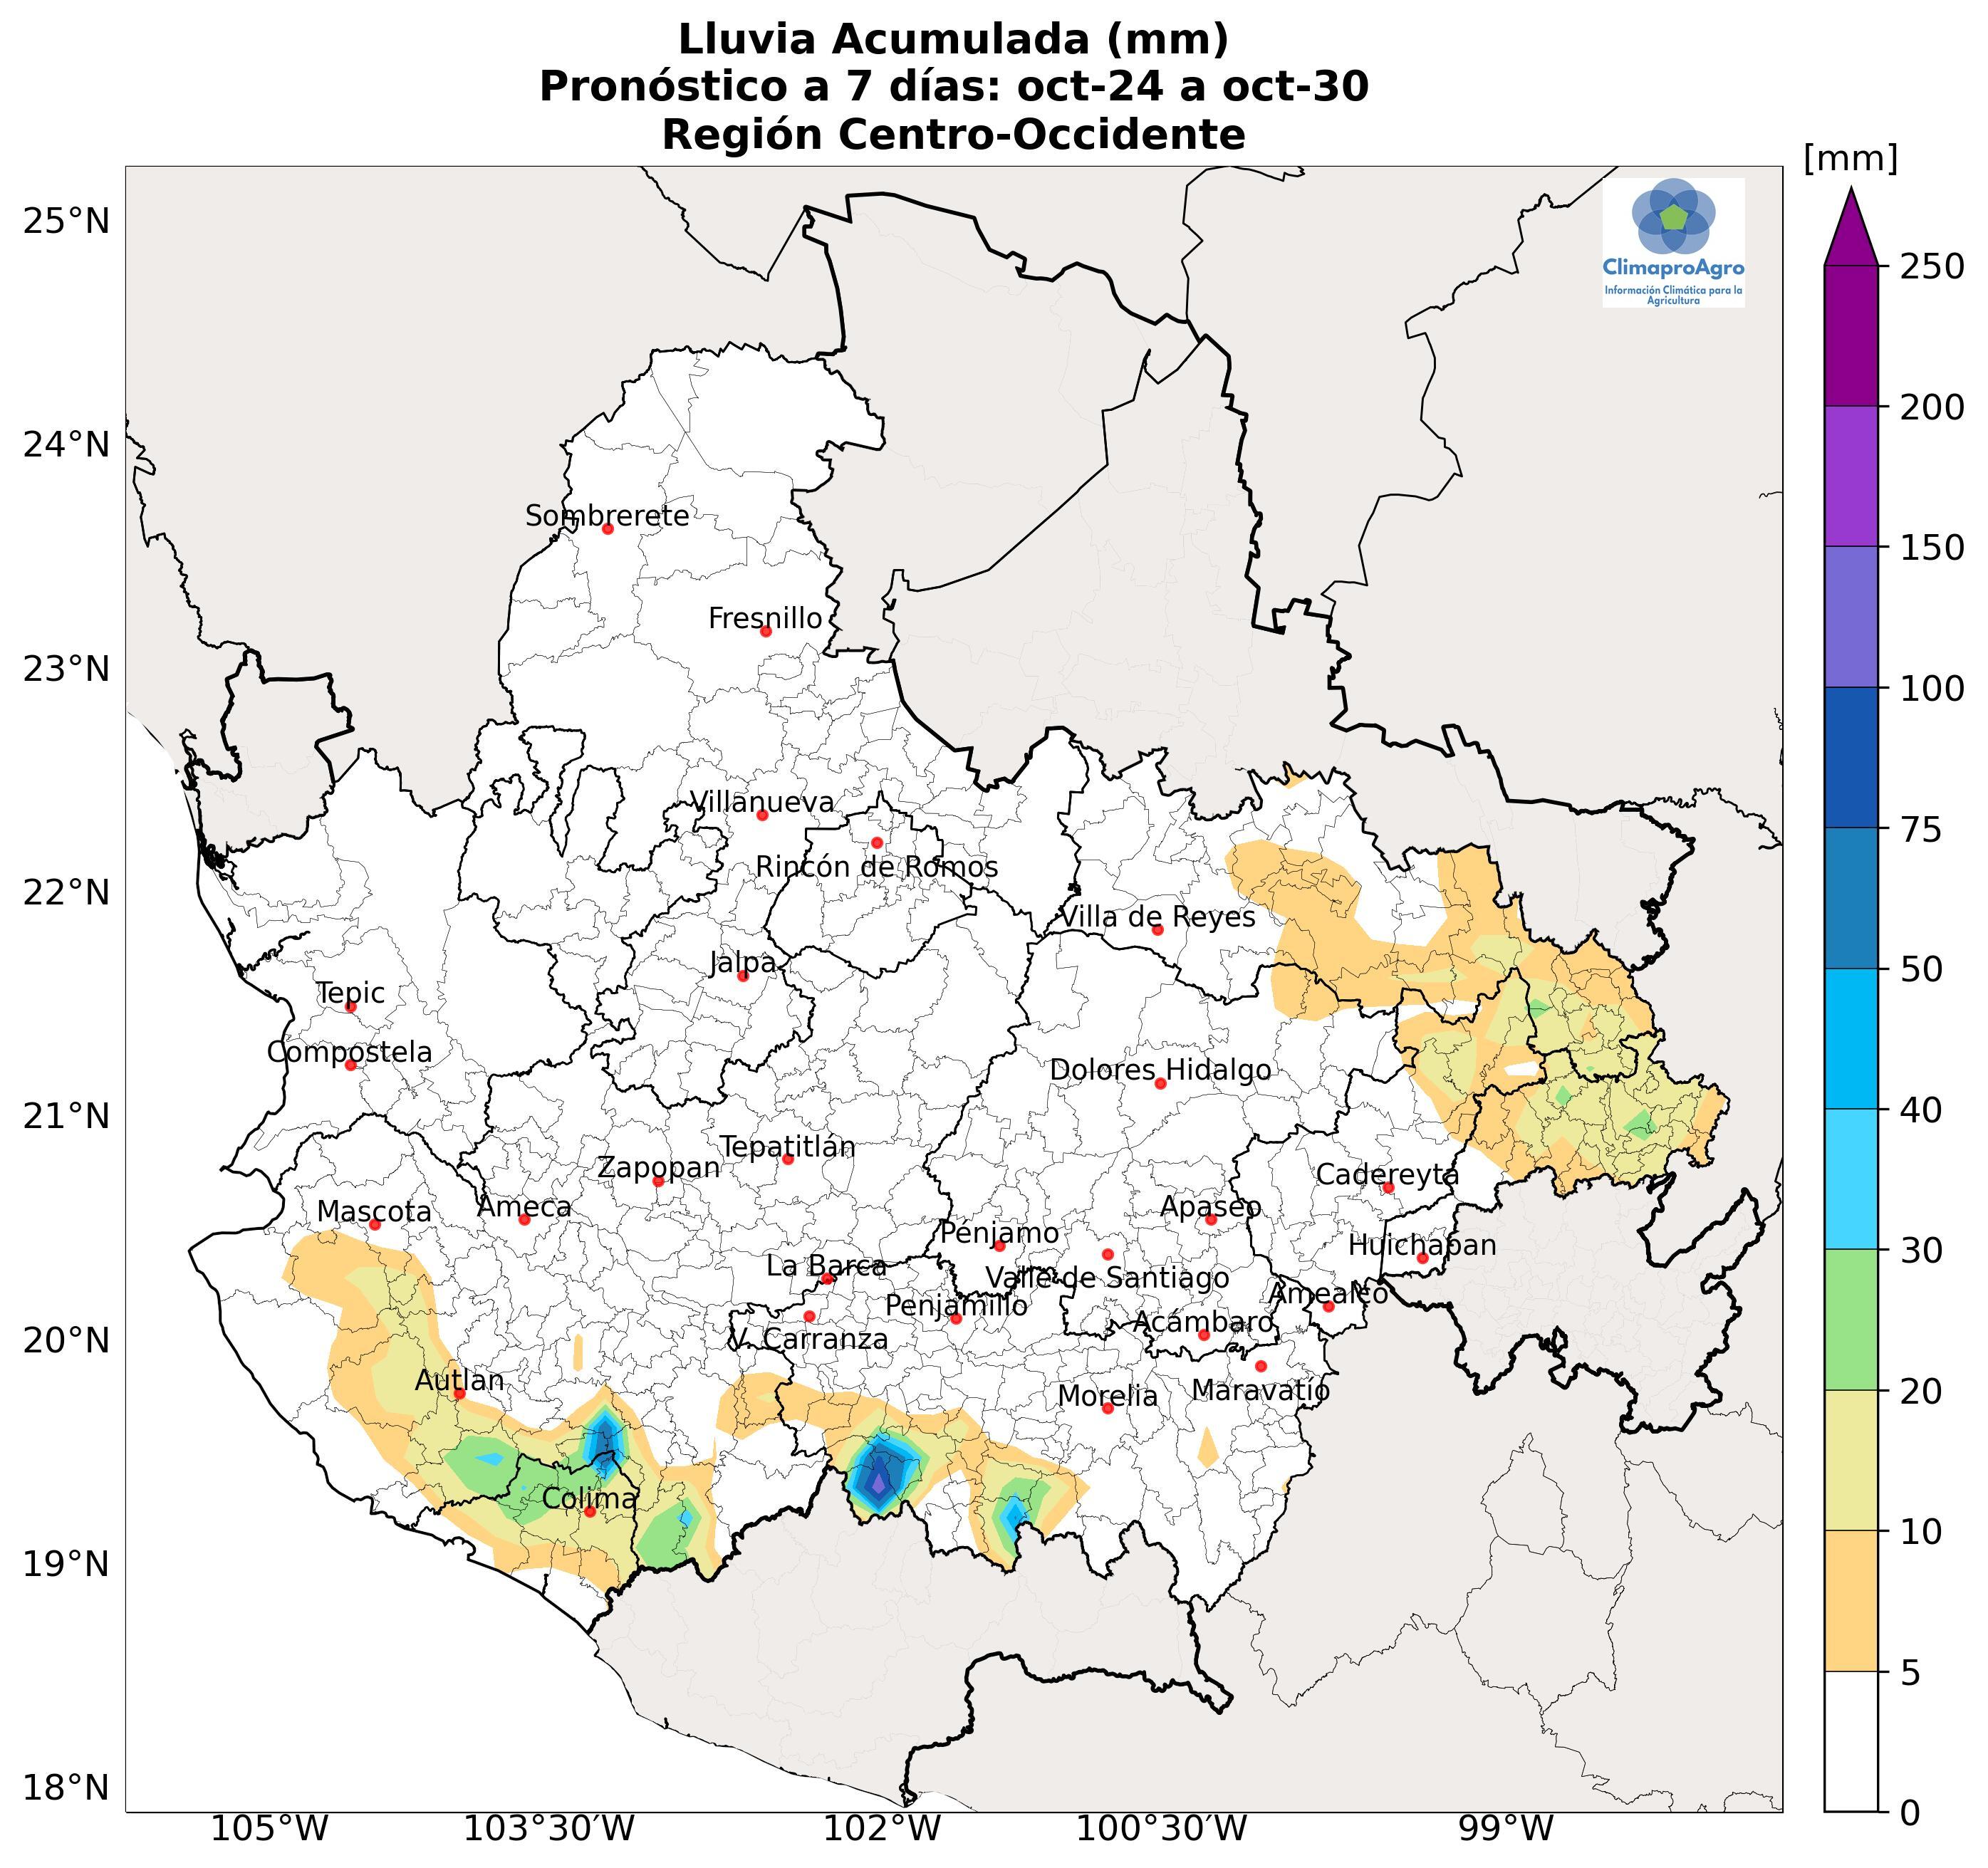 Lluvia Acumulada (mm)
Pronóstico a 7 días: oct-24 a oct-30
Región Centro-Occidente
[mm]
25°N
24°N
23°N
22°N
21°N
20°N
19°N
18°N
ClimaproAgro
Información Climática para la
Agricultura
Sombrerete
Fresnillo
Villanueva
Rincón de Romos
Villa de Reyes
Jalpa
Tepic
Compostela
Dolores Hidalgo
Tepatitlán
Zapopan
Cadereyta
Mascota
Ameca
Apaseo
Pénjamo
Huichapan
La Barca
Valle de Santiago
Amealco
Penjamillo
Acámbaro
V. Carranza
Autlan
Morelia
Maravatío
Colima
250
200
150
100
75
50
40
30
20
10
5
0
105°W
103°30'W
102°W
100°30'W
99°W